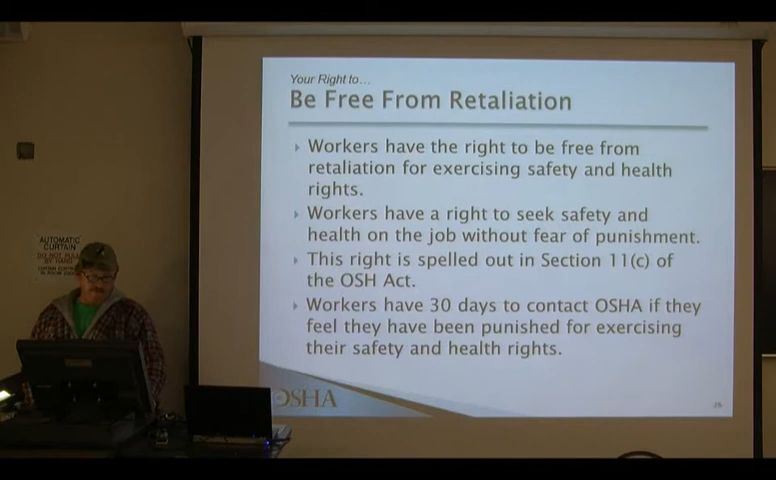 Your Right to...
Be Free From Retaliation
Workers have the right to be free from
retaliation for exercising safety and health
rights.
Workers have a right to seek safety and
health on the job without fear of punishment.
This right is spelled out in Section 11(c) of
the OSH Act.
Workers have 30 days to contact OSHA if they
feel they have been punished for exercising
their safety and health rights.
OSHA
AUTOMATIC
CURTAIN
DO NOT PULL
BY HAND